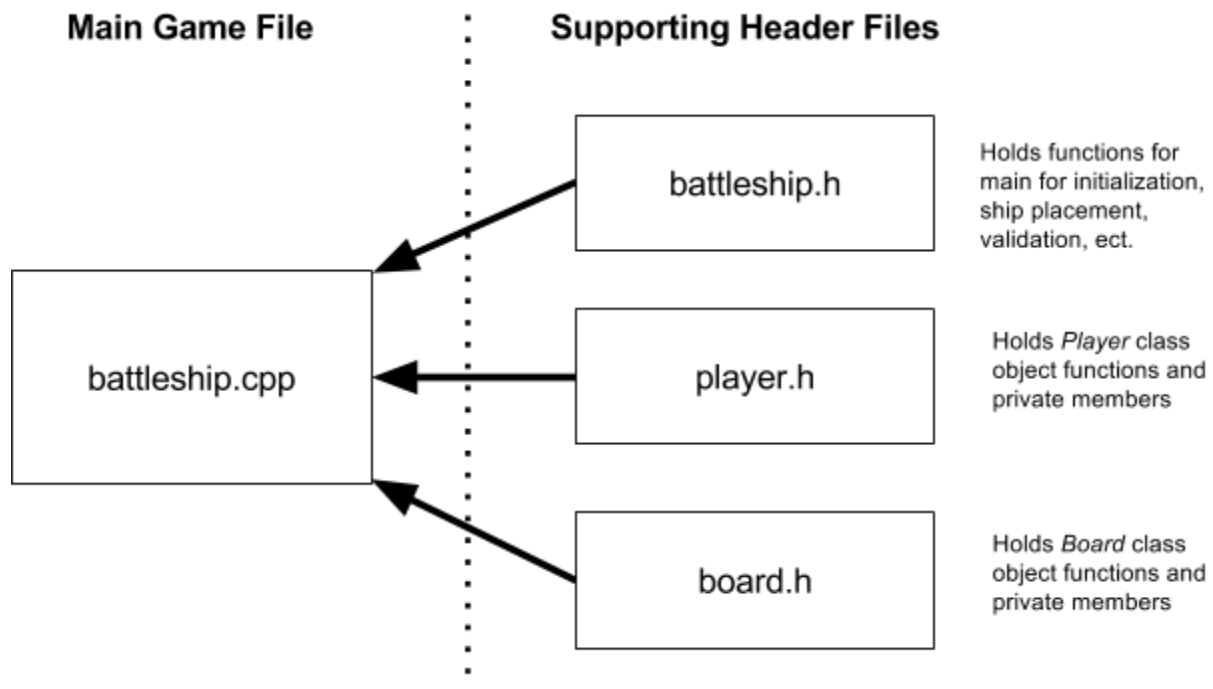 Main Game File
Supporting Header Files
battleship.h
Holds functions for
main for initialization,
ship placement,
validation, ect.
battleship.cpp
player.h
Holds Player class
object functions and
private members
board.h
Holds Board class
object functions and
private members